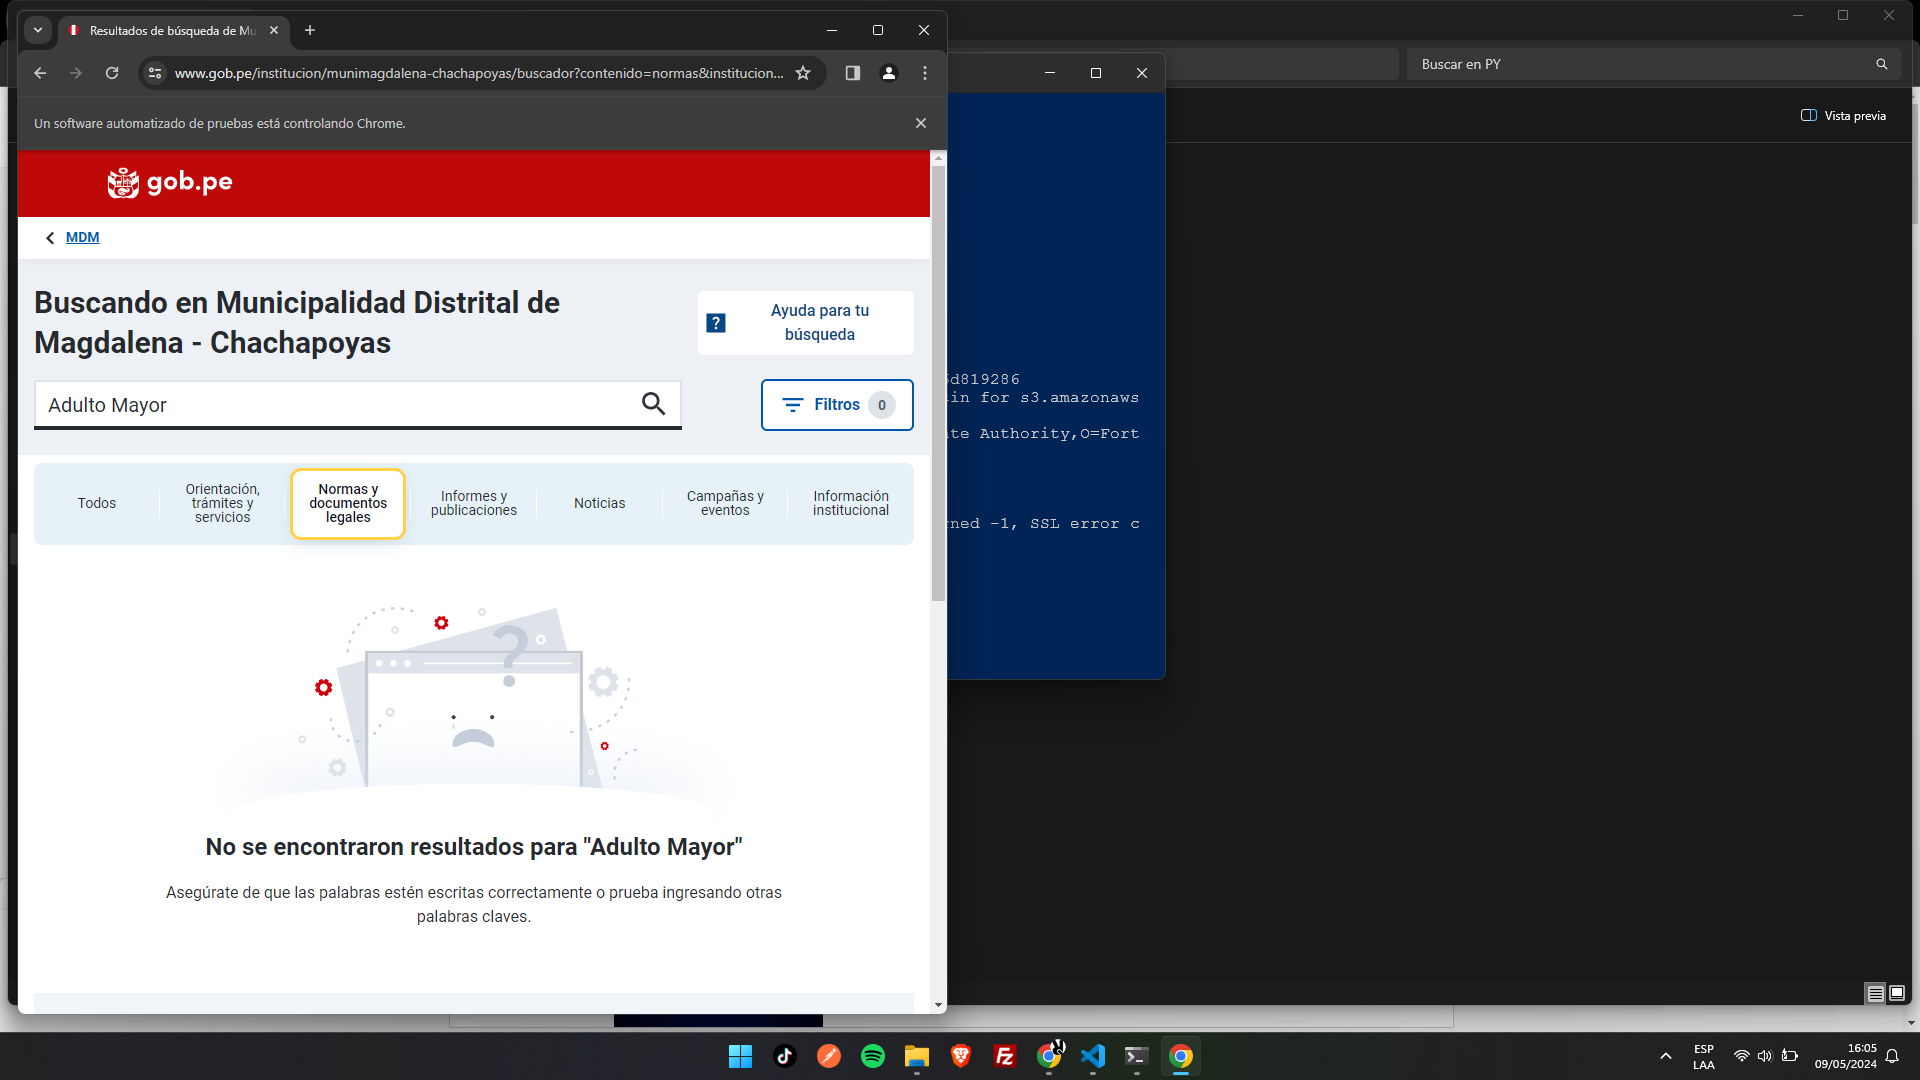 Resultados de búsqueda de Mu
www.gob.pe/institucion/munimagdalena-chachapoyas/buscador?contenido=normas&institucion...
Un software automatizado de pruebas está controlando Chrome.
gob.pe
MDM
Buscando en Municipalidad Distrital de
Magdalena - Chachapoyas
?
Ayuda para tu
búsqueda
Adulto Mayor
Filtros
0
Todos
Orientación,
trámites y
servicios
Normas y
documentos
legales
Informes y
publicaciones
Noticias
Campañas y
eventos
Información
institucional
?
No se encontraron resultados para "Adulto Mayor"
Asegúrate de que las palabras estén escritas correctamente o prueba ingresando otras
palabras claves.
Buscar en PY
Vista previa
d819286
in for s3.amazonaws
te Authority,O=Fort
ned -1, SSL error c
Fz
ESP
LAA
16:05
09/05/2024